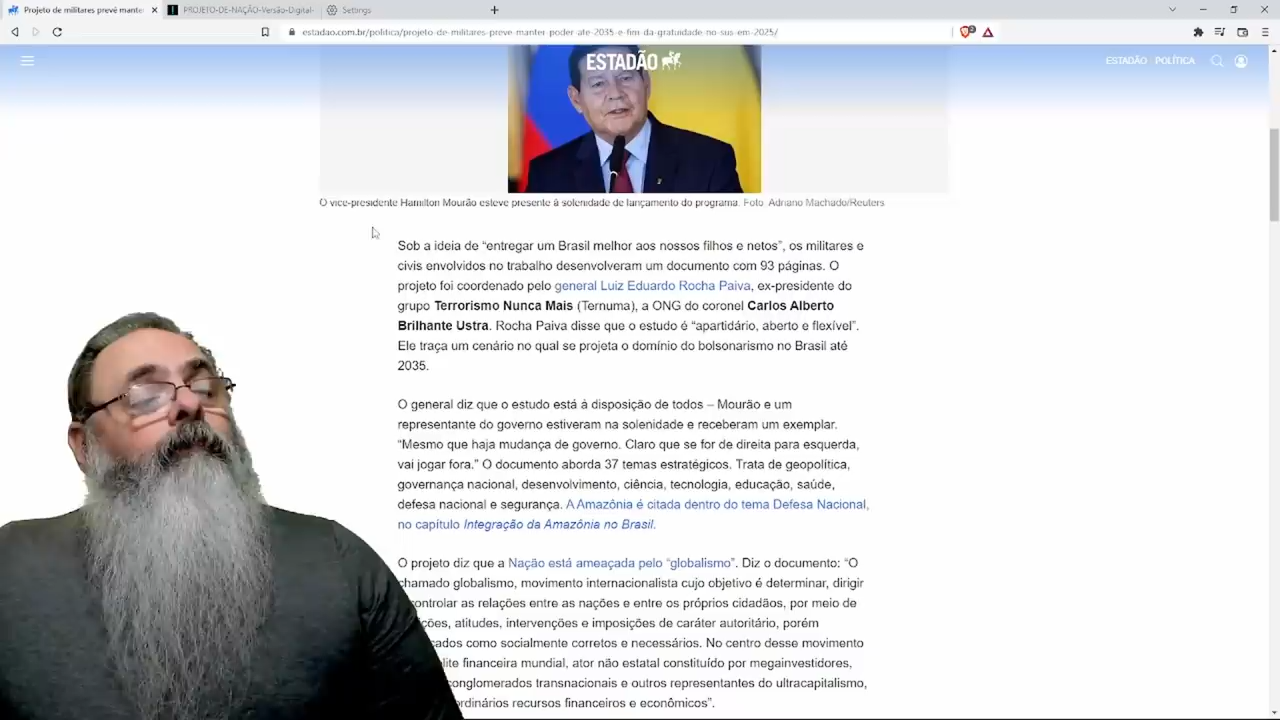 Projeto de militares prevê manter
PROJETO-DE-NAÇÃO-Versão-Digital-
Settings
estadao.com.br/politica/projeto-de-militares-preve-manter-poder-ate-2035-e-fim-da-gratuidade-no-sus-em-2025/
ESTADÃO
ESTADÃO POLÍTICA
O vice-presidente Hamilton Mourão esteve presente à solenidade de lançamento do programa. Foto: Adriano Machado/Reuters
Sob a ideia de “entregar um Brasil melhor aos nossos filhos e netos”, os militares e
civis envolvidos no trabalho desenvolveram um documento com 93 páginas. O
projeto foi coordenado pelo general Luiz Eduardo Rocha Paiva, ex-presidente do
grupo Terrorismo Nunca Mais (Ternuma), a ONG do coronel Carlos Alberto
Brilhante Ustra. Rocha Paiva disse que o estudo é “apartidário, aberto e flexível”.
Ele traça um cenário no qual se projeta o domínio do bolsonarismo no Brasil até
2035.
O general diz que o estudo está à disposição de todos – Mourão e um
representante do governo estiveram na solenidade e receberam um exemplar.
“Mesmo que haja mudança de governo. Claro que se for de direita para esquerda,
vai jogar fora.” O documento aborda 37 temas estratégicos. Trata de geopolítica,
governança nacional, desenvolvimento, ciência, tecnologia, educação, saúde,
defesa nacional e segurança. A Amazônia é citada dentro do tema Defesa Nacional,
no capítulo Integração da Amazônia no Brasil.
O projeto diz que a Nação está ameaçada pelo “globalismo”. Diz o documento: “O
chamado globalismo, movimento internacionalista cujo objetivo é determinar, dirigir
controlar as relações entre as nações e entre os próprios cidadãos, por meio de
ções, atitudes, intervenções e imposições de caráter autoritário, porém
cados como socialmente corretos e necessários. No centro desse movimento
lite financeira mundial, ator não estatal constituído por megainvestidores,
conglomerados transnacionais e outros representantes do ultracapitalismo,
ordinários recursos financeiros e econômicos”.